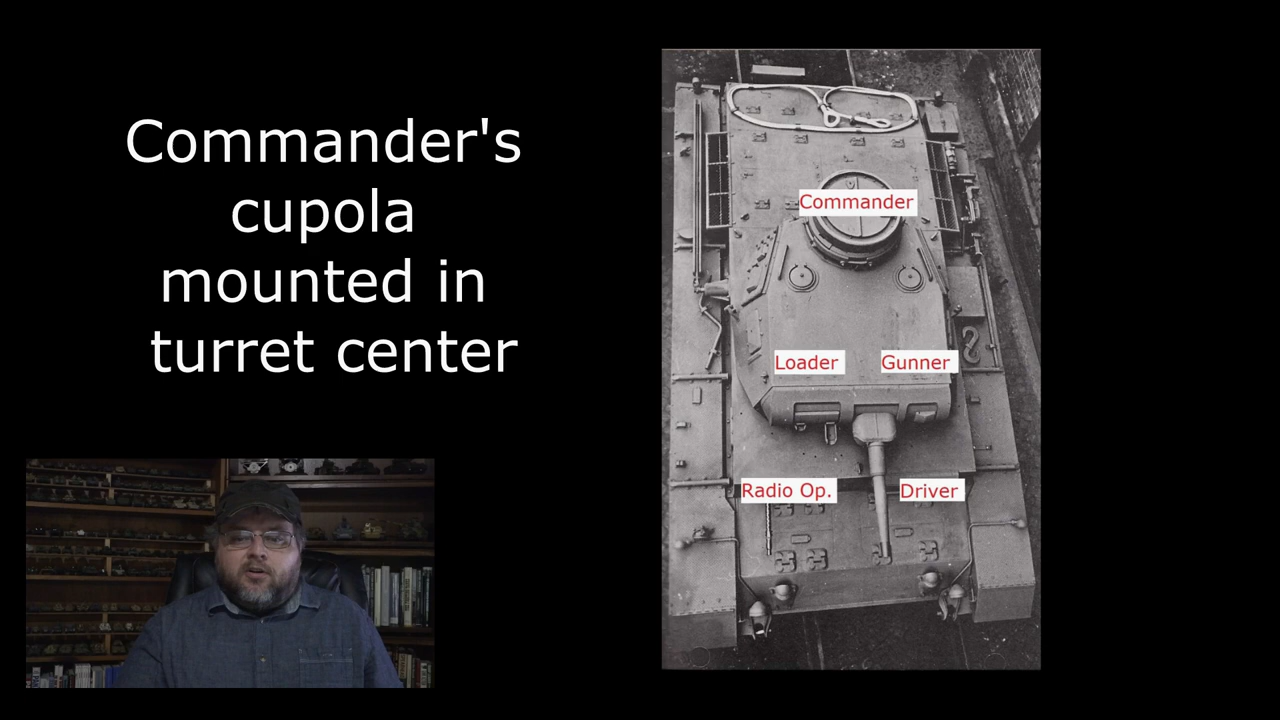 Commander's
cupola
mounted in
turret center
Commander
Loader Gunner
Radio Op. Driver